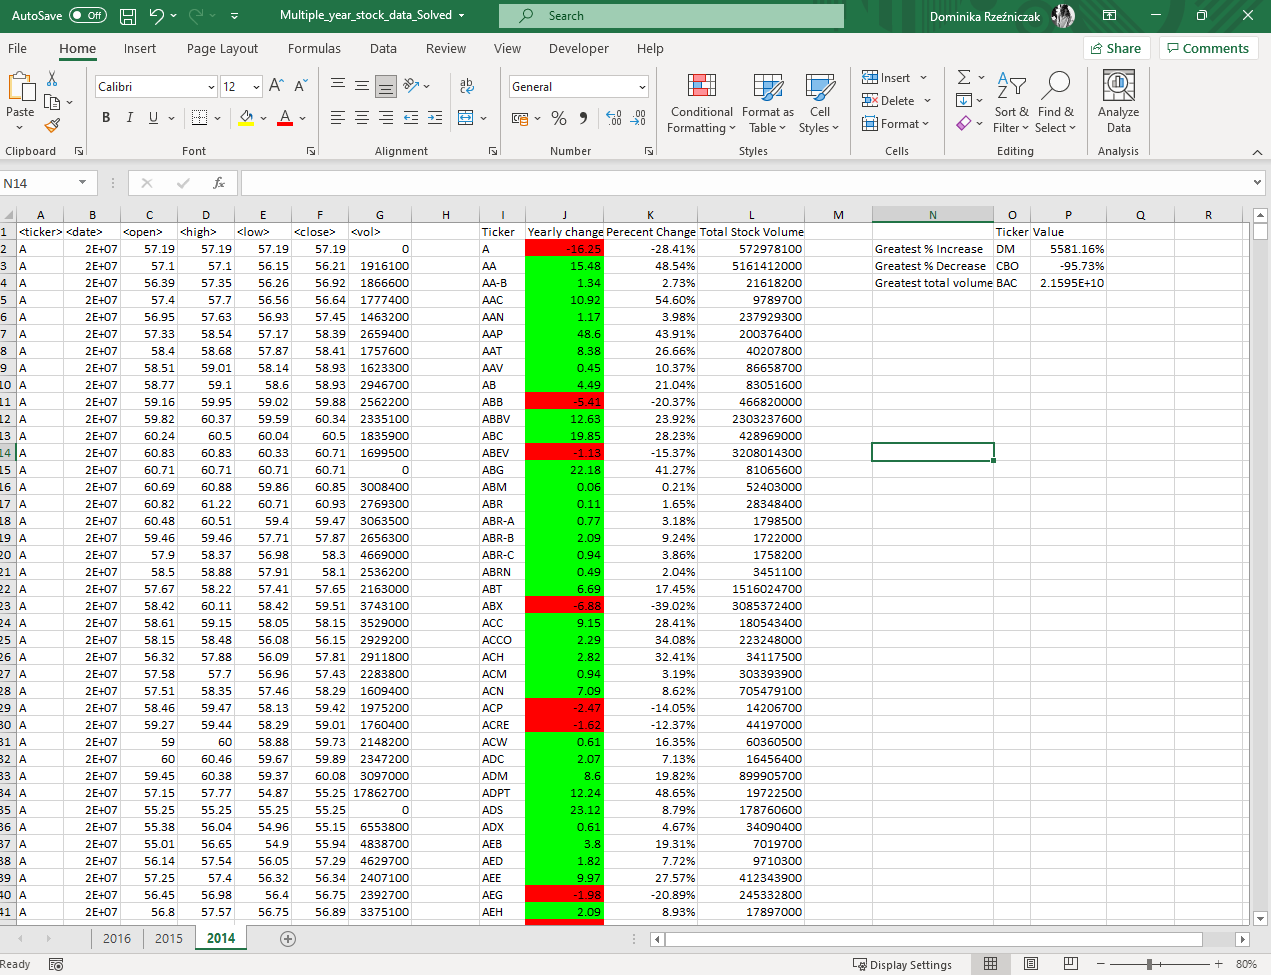 AutoSave Off Multiple_year_stock_data_Solved Search Dominika Rzeźniczak
File Home Insert Page Layout Formulas Data Review View Developer Help Share Comments
Calibri 12 General Insert
Paste Conditional Format as Cell Delete Sort & Find & Analyze
Formatting Table Styles Format Filter Select Data
Clipboard Font Alignment Number Styles Cells Editing Analysis
N14 fx
A B C D E F G H I J K L M N O P Q R
1 <ticker> <date> <open> <high> <low> <close> <vol> Ticker Yearly change Perecent Change Total Stock Volume Ticker Value
2 A 2E+07 57.19 57.19 57.19 57.19 0 A -16.25 -28.41% 572978100 Greatest % Increase DM 5581.16%
3 A 2E+07 57.1 57.1 56.15 56.21 1916100 AA 15.48 48.54% 5161412000 Greatest % Decrease CBO -95.73%
4 A 2E+07 56.39 57.35 56.26 56.92 1866600 AA-B 1.34 2.73% 21618200 Greatest total volume BAC 2.1595E+10
5 A 2E+07 57.4 57.7 56.56 56.64 1777400 AAC 10.92 54.60% 9789700
6 A 2E+07 56.95 57.63 56.93 57.45 1463200 AAN 1.17 3.98% 237929300
7 A 2E+07 57.33 58.54 57.17 58.39 2659400 AAP 48.6 43.91% 200376400
8 A 2E+07 58.4 58.68 57.87 58.41 1757600 AAT 8.38 26.66% 40207800
9 A 2E+07 58.51 59.01 58.14 58.93 1623300 AAV 0.45 10.37% 86658700
10 A 2E+07 58.77 59.1 58.6 58.93 2946700 AB 4.49 21.04% 83051600
11 A 2E+07 59.16 59.95 59.02 59.88 2562200 ABB -5.41 -20.37% 466820000
12 A 2E+07 59.82 60.37 59.59 60.34 2335100 ABBV 12.63 23.92% 2303237600
13 A 2E+07 60.24 60.5 60.04 60.5 1835900 ABC 19.85 28.23% 428969000
14 A 2E+07 60.83 60.83 60.33 60.71 1699500 ABEV -1.13 -15.37% 3208014300
15 A 2E+07 60.71 60.71 60.71 60.71 0 ABG 22.18 41.27% 81065600
16 A 2E+07 60.69 60.88 59.86 60.85 3008400 ABM 0.06 0.21% 52403000
17 A 2E+07 60.82 61.22 60.71 60.93 2769300 ABR 0.11 1.65% 28348400
18 A 2E+07 60.48 60.51 59.4 59.47 3063500 ABR-A 0.77 3.18% 1798500
19 A 2E+07 59.46 59.46 57.71 57.87 2656300 ABR-B 2.09 9.24% 1722000
20 A 2E+07 57.9 58.37 56.98 58.3 4669000 ABR-C 0.94 3.86% 1758200
21 A 2E+07 58.5 58.88 57.91 58.1 2536200 ABRN 0.49 2.04% 3451100
22 A 2E+07 57.67 58.22 57.41 57.65 2163000 ABT 6.69 17.45% 1516024700
23 A 2E+07 58.42 60.11 58.42 59.51 3743100 ABX -6.88 -39.02% 3085372400
24 A 2E+07 58.61 59.15 58.05 58.15 3529000 ACC 9.15 28.41% 180543400
25 A 2E+07 58.15 58.48 56.08 56.15 2929200 ACCO 2.29 34.08% 223248000
26 A 2E+07 56.32 57.88 56.09 57.81 2911800 ACH 2.82 32.41% 34117500
27 A 2E+07 57.58 57.7 56.96 57.43 2283800 ACM 0.94 3.19% 303393900
28 A 2E+07 57.51 58.35 57.46 58.29 1609400 ACN 7.09 8.62% 705479100
29 A 2E+07 58.46 59.47 58.13 59.42 1975200 ACP -2.47 -14.05% 14206700
30 A 2E+07 59.27 59.44 58.29 59.01 1760400 ACRE -1.62 -12.37% 44197000
31 A 2E+07 59 60 58.88 59.73 2148200 ACW 0.61 16.35% 60360500
32 A 2E+07 60 60.46 59.67 59.89 2347200 ADC 2.07 7.13% 16456400
33 A 2E+07 59.45 60.38 59.37 60.08 3097000 ADM 8.6 19.82% 899905700
34 A 2E+07 57.15 57.77 54.87 55.25 17862700 ADPT 12.24 48.65% 19722500
35 A 2E+07 55.25 55.25 55.25 55.25 0 ADS 23.12 8.79% 178760600
36 A 2E+07 55.38 56.04 54.96 55.15 6553800 ADX 0.61 4.67% 34090400
37 A 2E+07 55.01 56.65 54.9 55.94 4838700 AEB 3.8 19.31% 7019700
38 A 2E+07 56.14 57.54 56.05 57.29 4629700 AED 1.82 7.72% 9710300
39 A 2E+07 57.25 57.4 56.32 56.34 2407100 AEE 9.97 27.57% 412343900
40 A 2E+07 56.45 56.98 56.4 56.75 2392700 AEG -1.98 -20.89% 245332800
41 A 2E+07 56.8 57.57 56.75 56.89 3375100 AEH 2.09 8.93% 17897000
2016 2015 2014
Ready Display Settings 80%